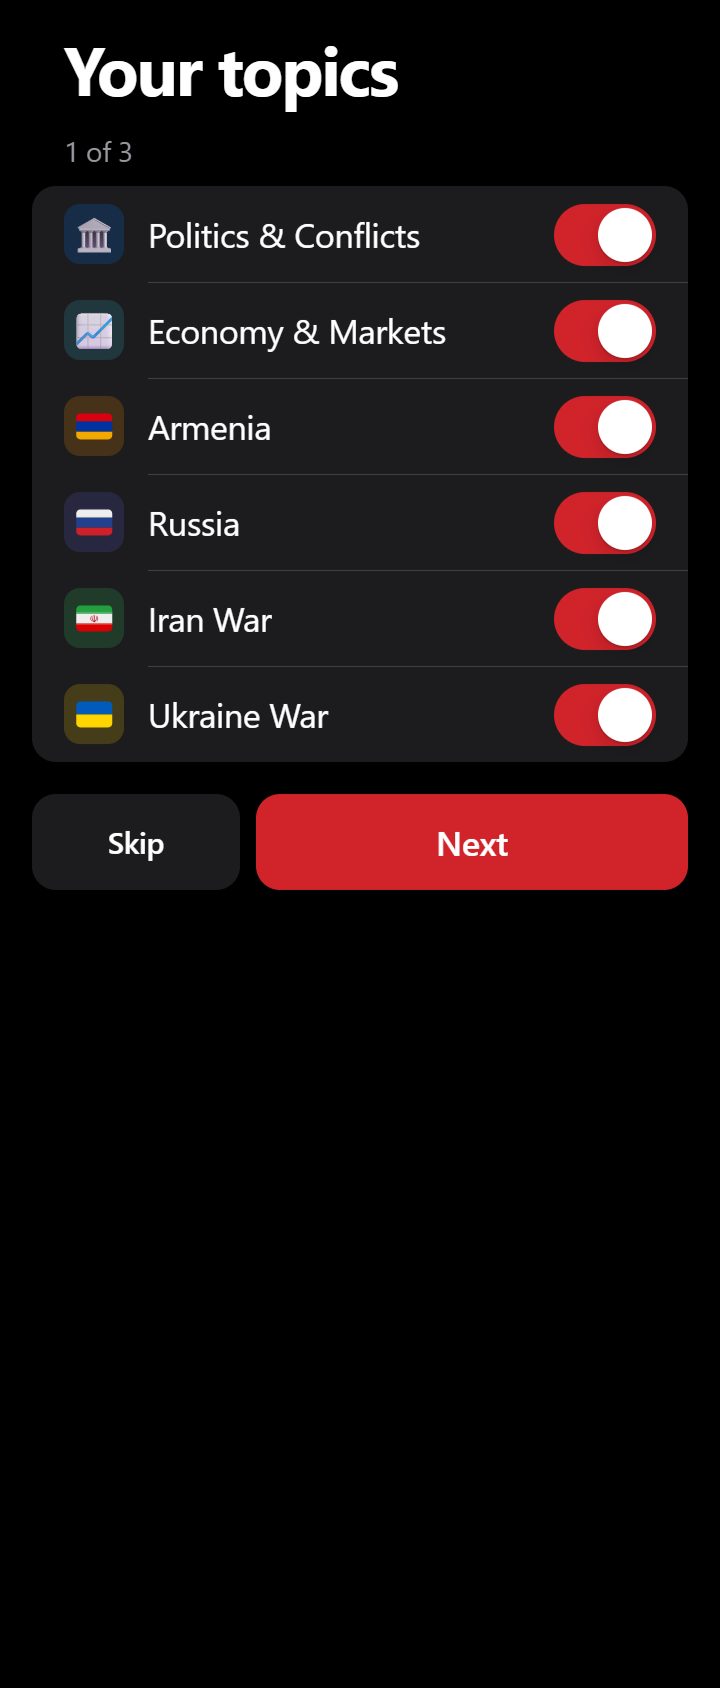 Your topics
1 of 3
Politics & Conflicts
Economy & Markets
Armenia
Russia
Iran War
Ukraine War
Skip
Next